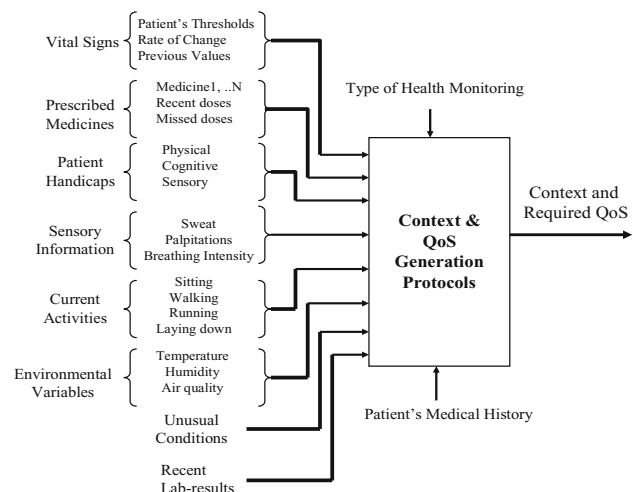 Vital Signs
Patient's Thresholds
Rate of Change
Previous Values
Prescribed
Medicines
Medicine1, ..N
Recent doses
Missed doses
Patient
Handicaps
Physical
Cognitive
Sensory
Sensory
Information
Sweat
Palpitations
Breathing Intensity
Current
Activities
Sitting
Walking
Running
Laying down
Environmental
Variables
Temperature
Humidity
Air quality
Unusual
Conditions
Recent
Lab-results
Type of Health Monitoring
Context &
QoS
Generation
Protocols
Patient's Medical History
Context and
Required QoS